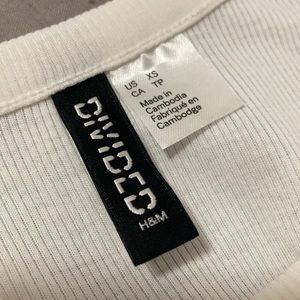 DIVIDED
H&M
US XS
CA TP
Made in
Cambodia
Fabriqué en
Cambodge